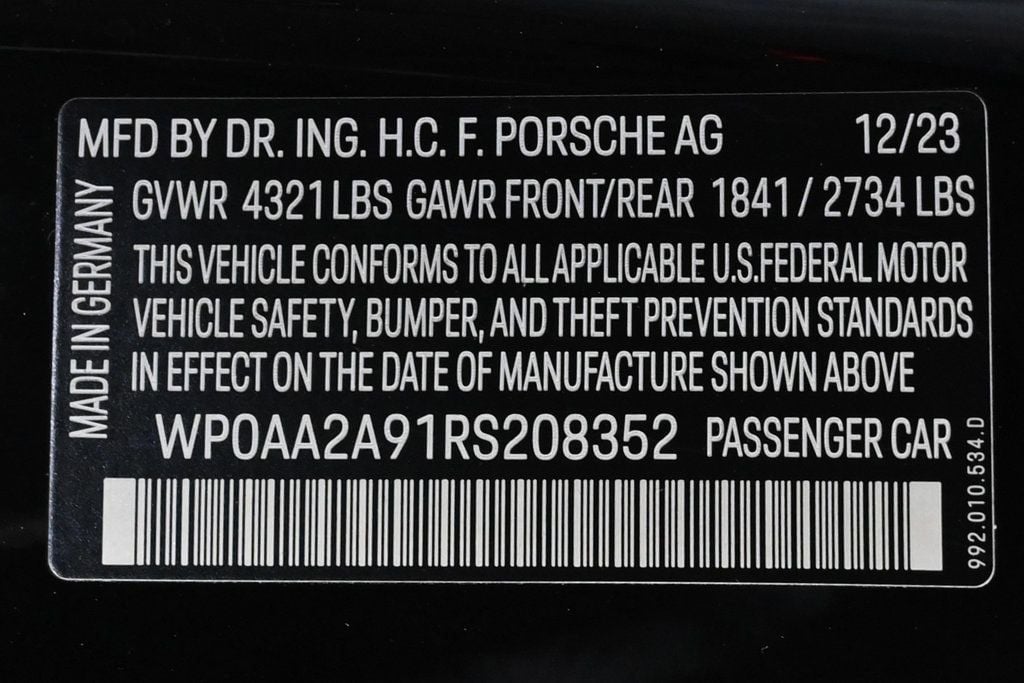 MFD BY DR. ING. H.C. F. PORSCHE AG 12/23
GVWR 4321 LBS GAWR FRONT/REAR 1841 / 2734 LBS
THIS VEHICLE CONFORMS TO ALL APPLICABLE U.S. FEDERAL MOTOR
VEHICLE SAFETY, BUMPER, AND THEFT PREVENTION STANDARDS
IN EFFECT ON THE DATE OF MANUFACTURE SHOWN ABOVE
WP0AA2A91RS208352 PASSENGER CAR
MADE IN GERMANY
992.010.534.D